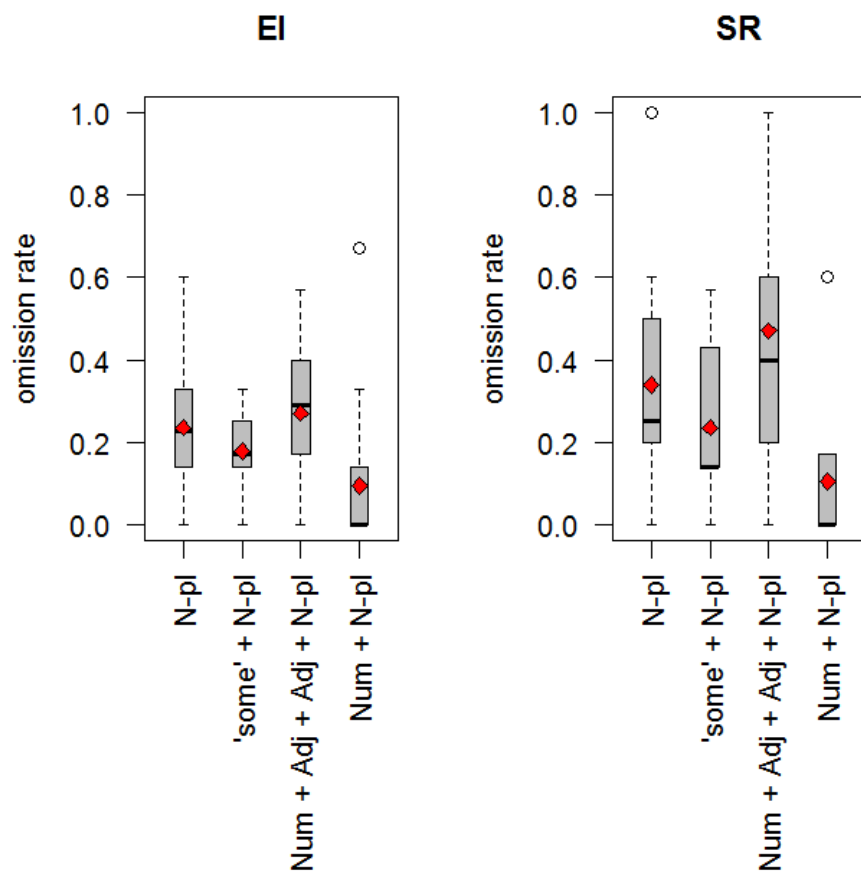 EI
omission rate
1.0
0.8
0.6
0.4
0.2
0.0
N-pl
'some' + N-pl
Num + Adj + Adj + N-pl
Num + N-pl
SR
omission rate
1.0
0.8
0.6
0.4
0.2
0.0
N-pl
'some' + N-pl
Num + Adj + Adj + N-pl
Num + N-pl